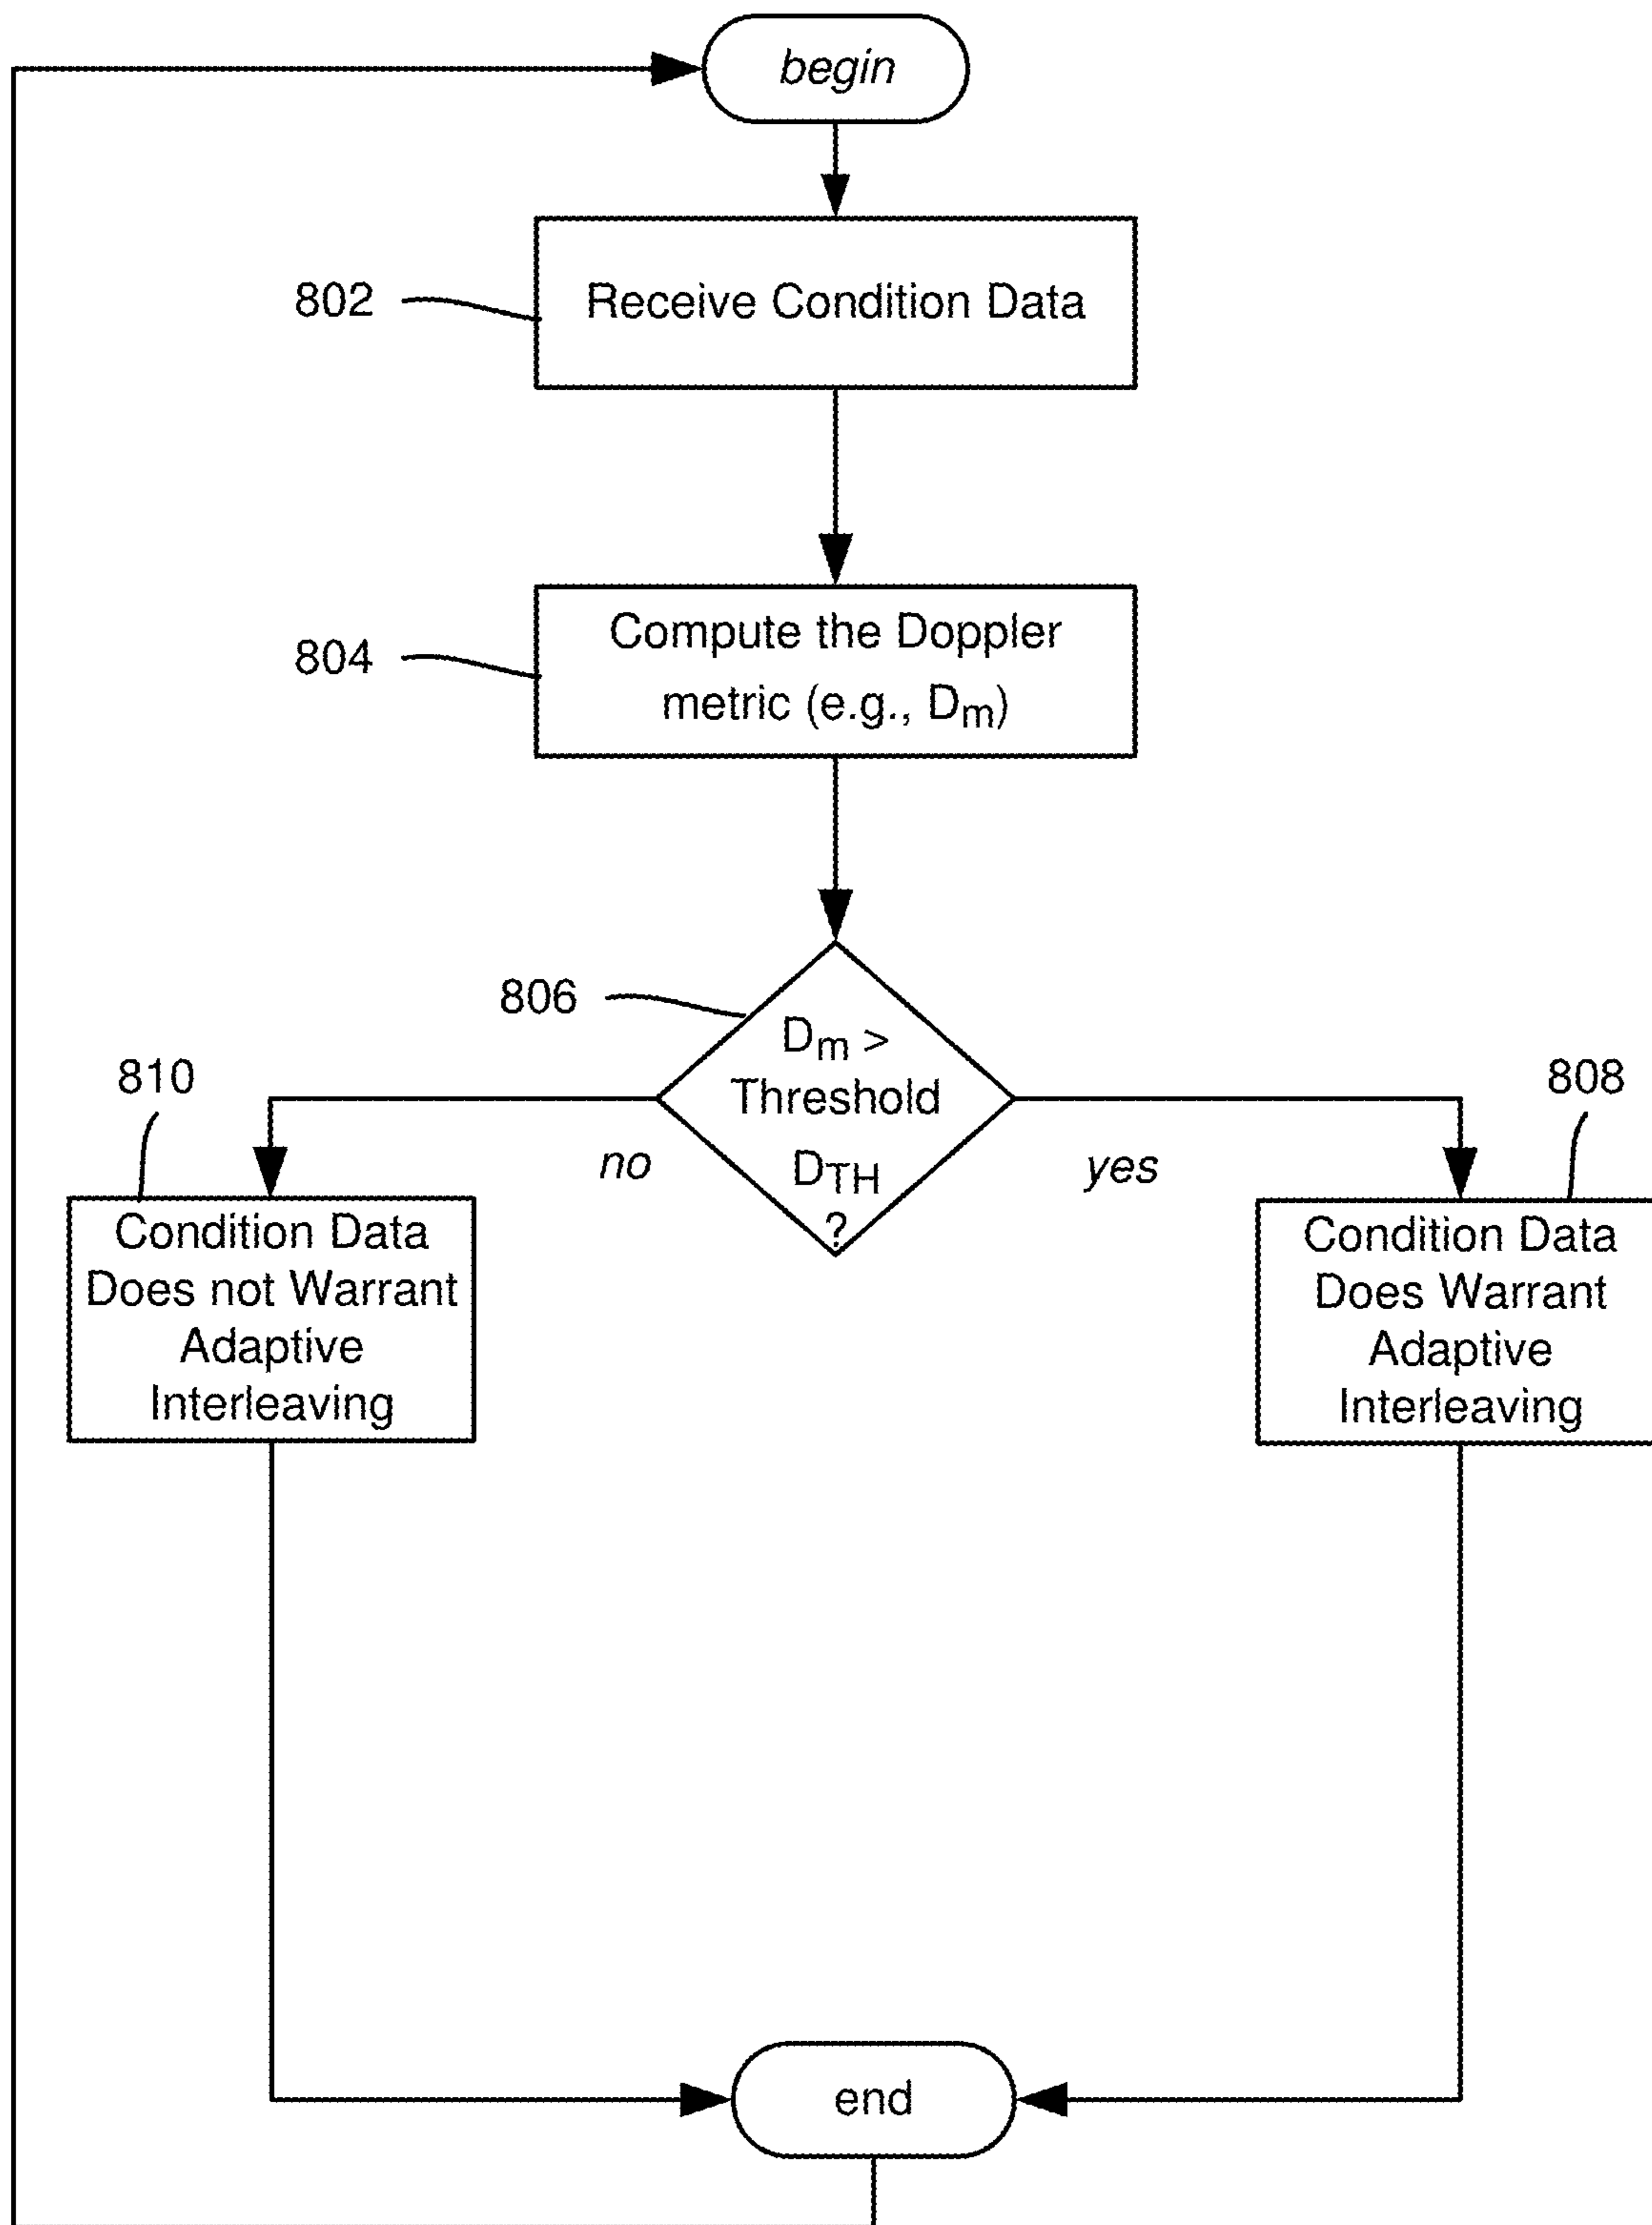 begin
802
Receive Condition Data
804
Compute the Doppler
metric (e.g., Dm)
806
Dm >
Threshold
DTH
?
no
yes
810
Condition Data
Does not Warrant
Adaptive
Interleaving
808
Condition Data
Does Warrant
Adaptive
Interleaving
end